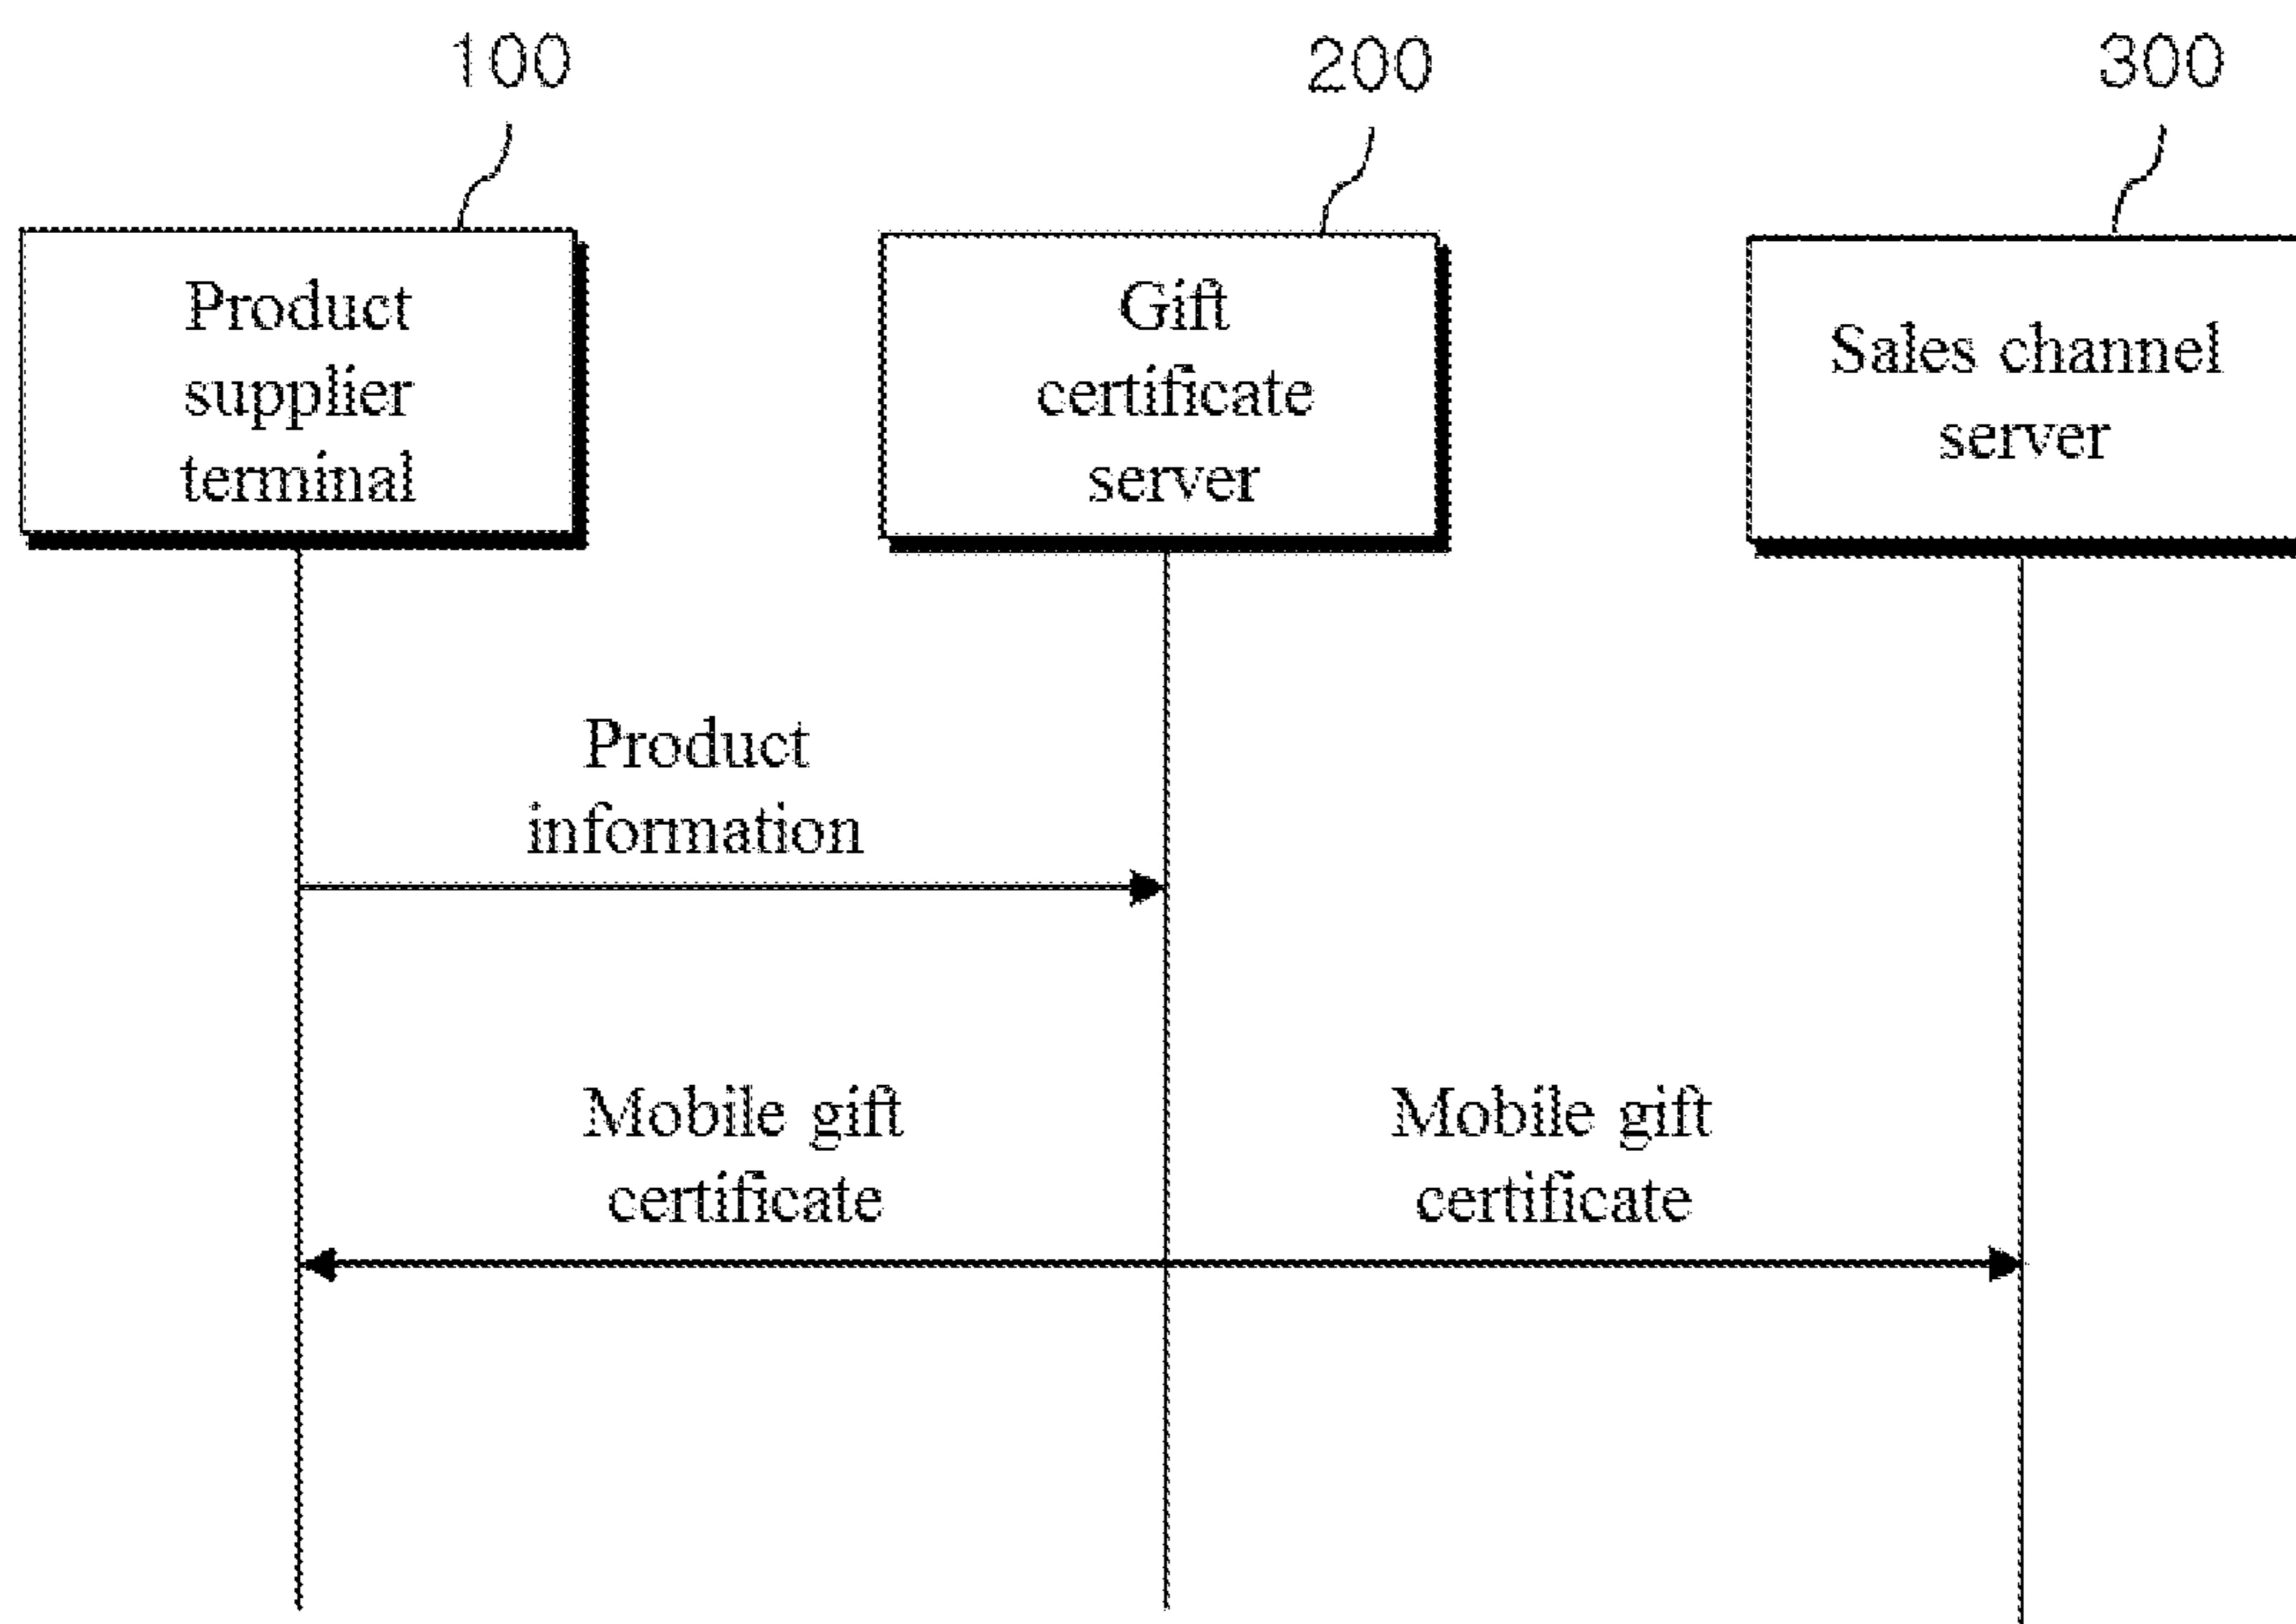 100
200
300
Product
supplier
terminal
Gift
certificate
server
Sales channel
server
Product
information
Mobile gift
certificate
Mobile gift
certificate